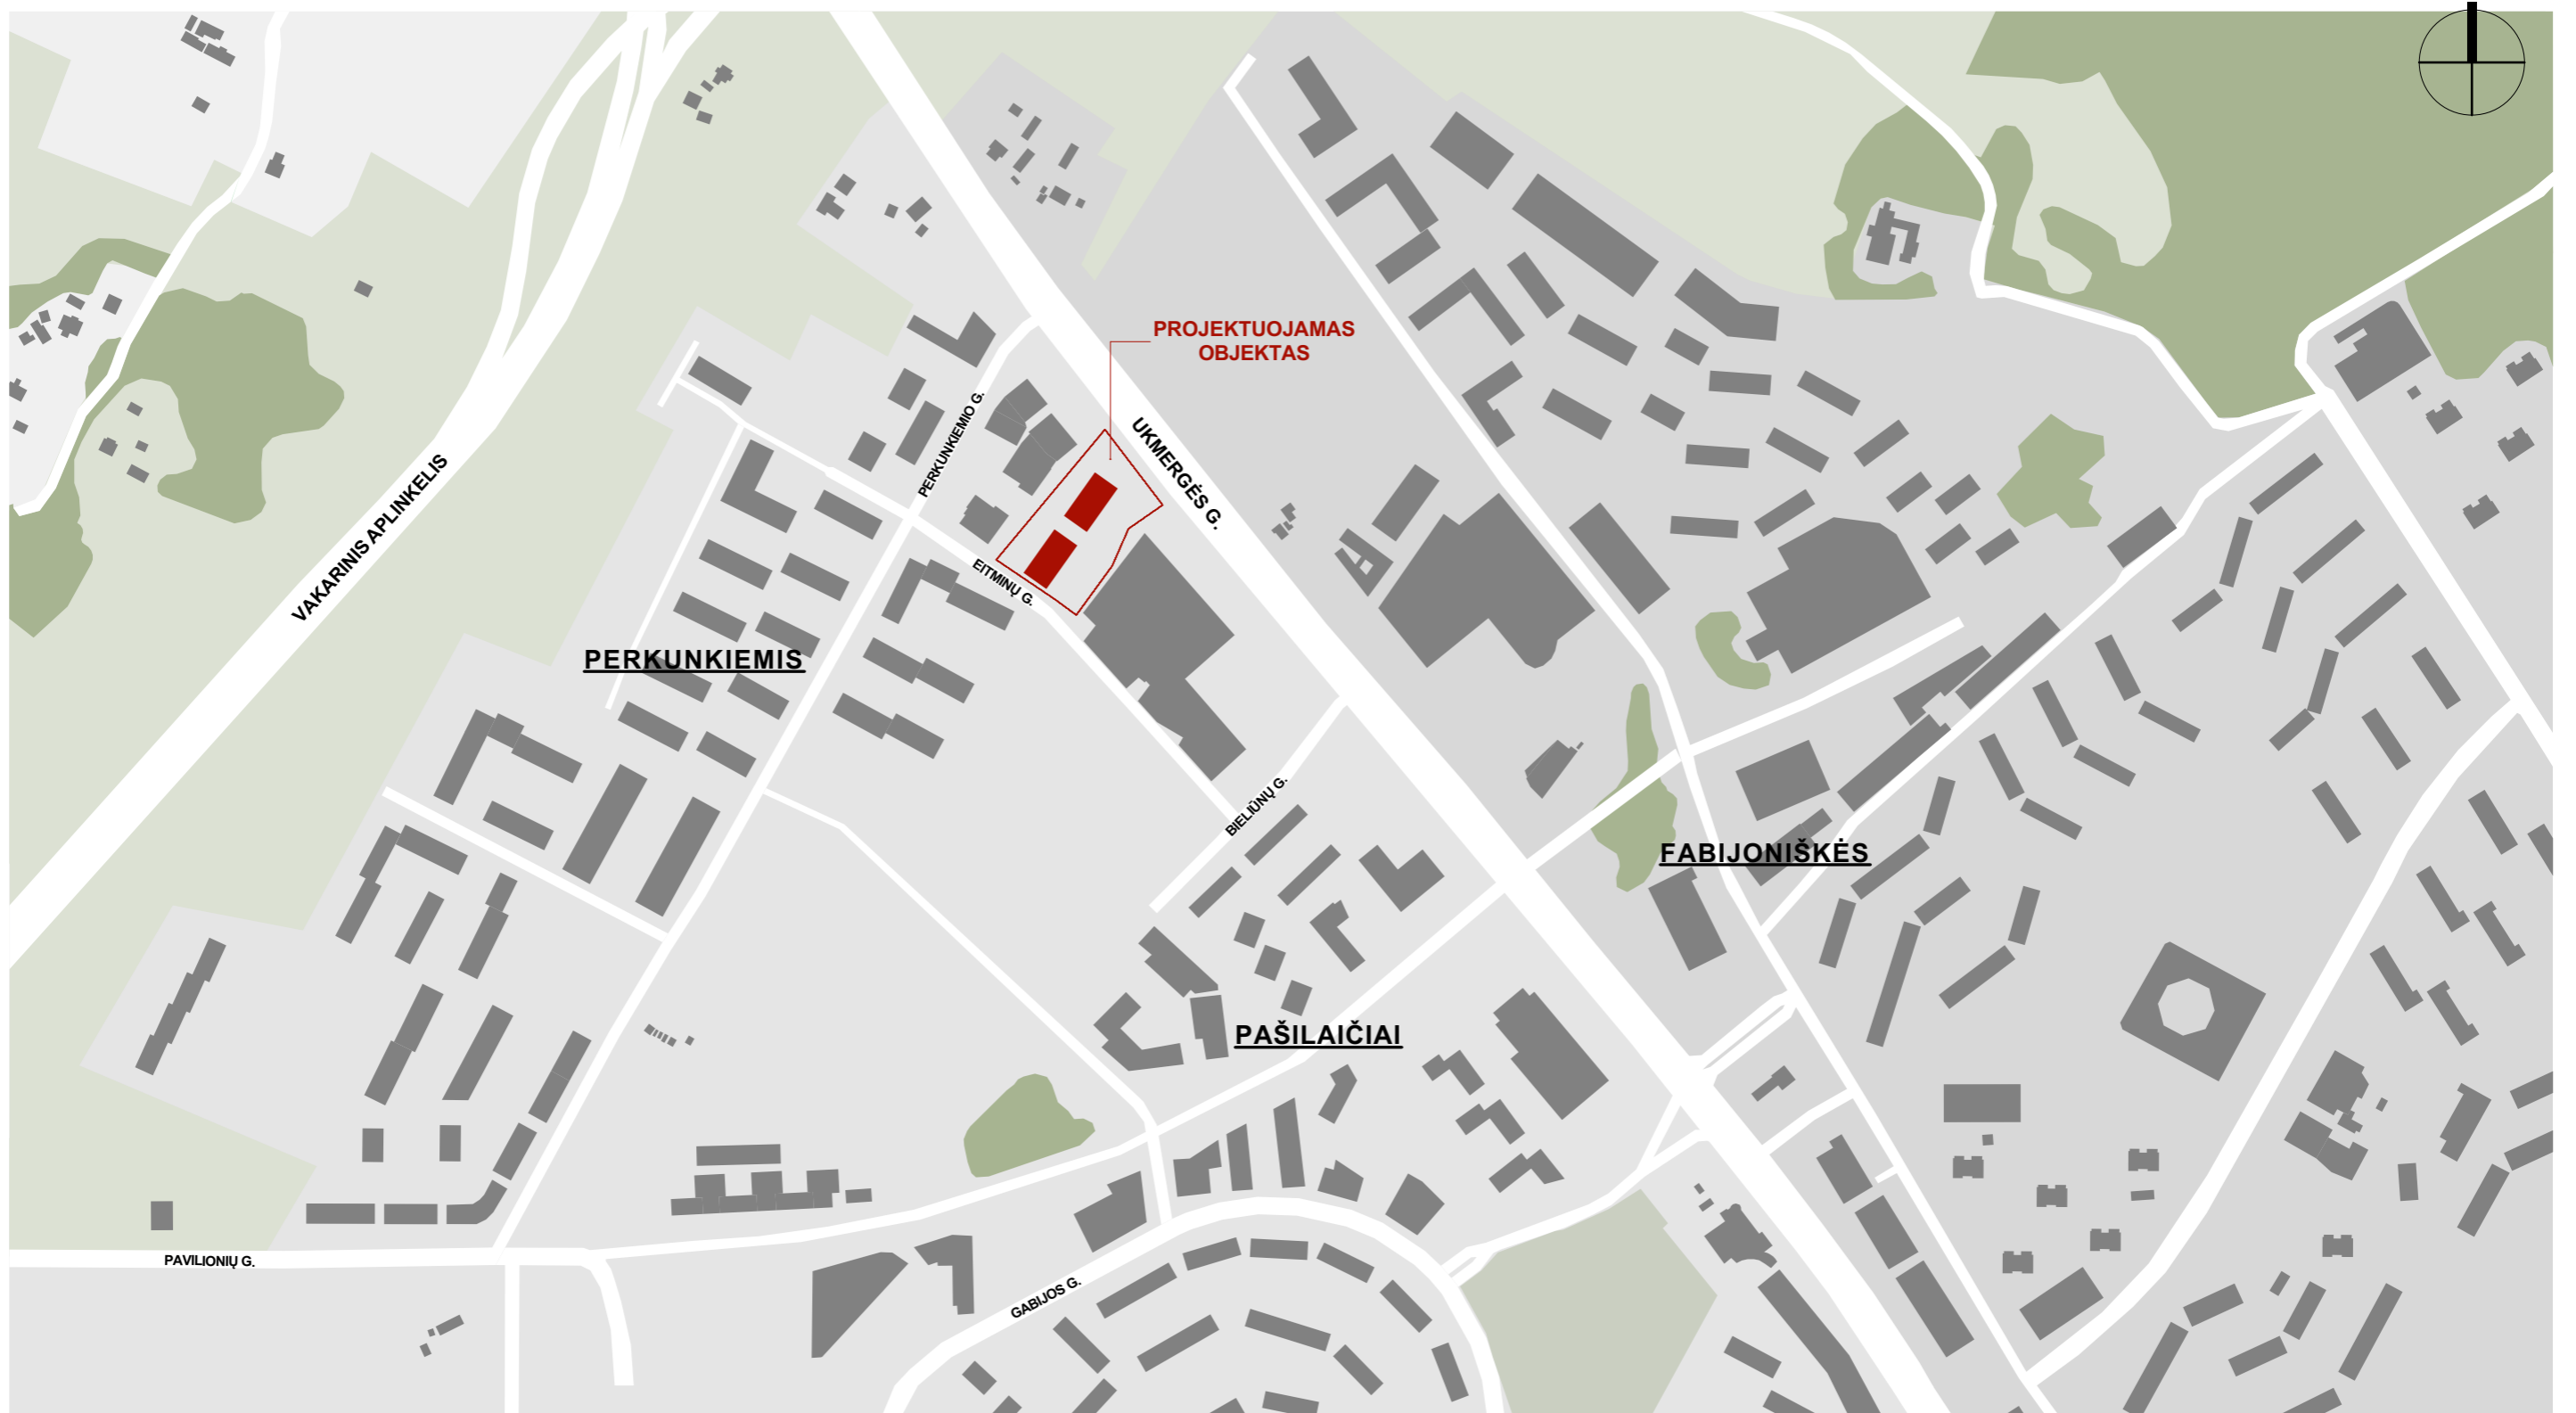 PROJEKTUOJAMAS
OBJEKTAS
PERKUNKIEMIO G.
UKMERGĖS G.
VAKARINIS APLINKELIS
EITMINŲ G.
PERKUNKIEMIS
BIELIŪNŲ G.
FABIJONIŠKĖS
PAŠILAIČIAI
PAVILIONIŲ G.
GABIJOS G.